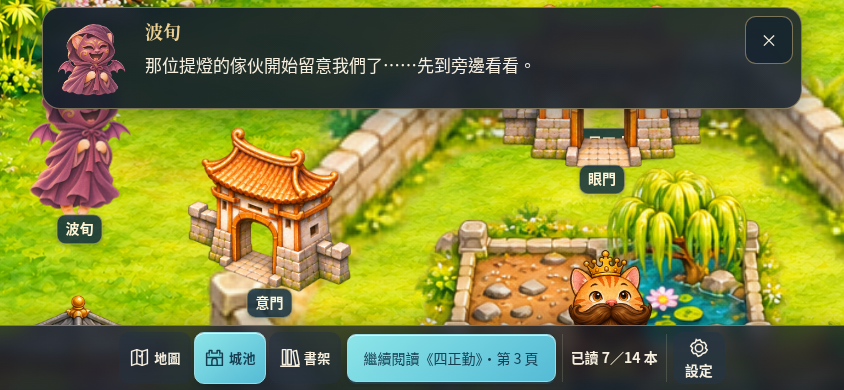 波旬
那位提燈的傢伙開始留意我們了⋯⋯先到旁邊看看。
眼門
波旬
意門
地圖
城池
書架
繼續閱讀《四正勤》・第 3 頁
已讀 7／14 本
設定